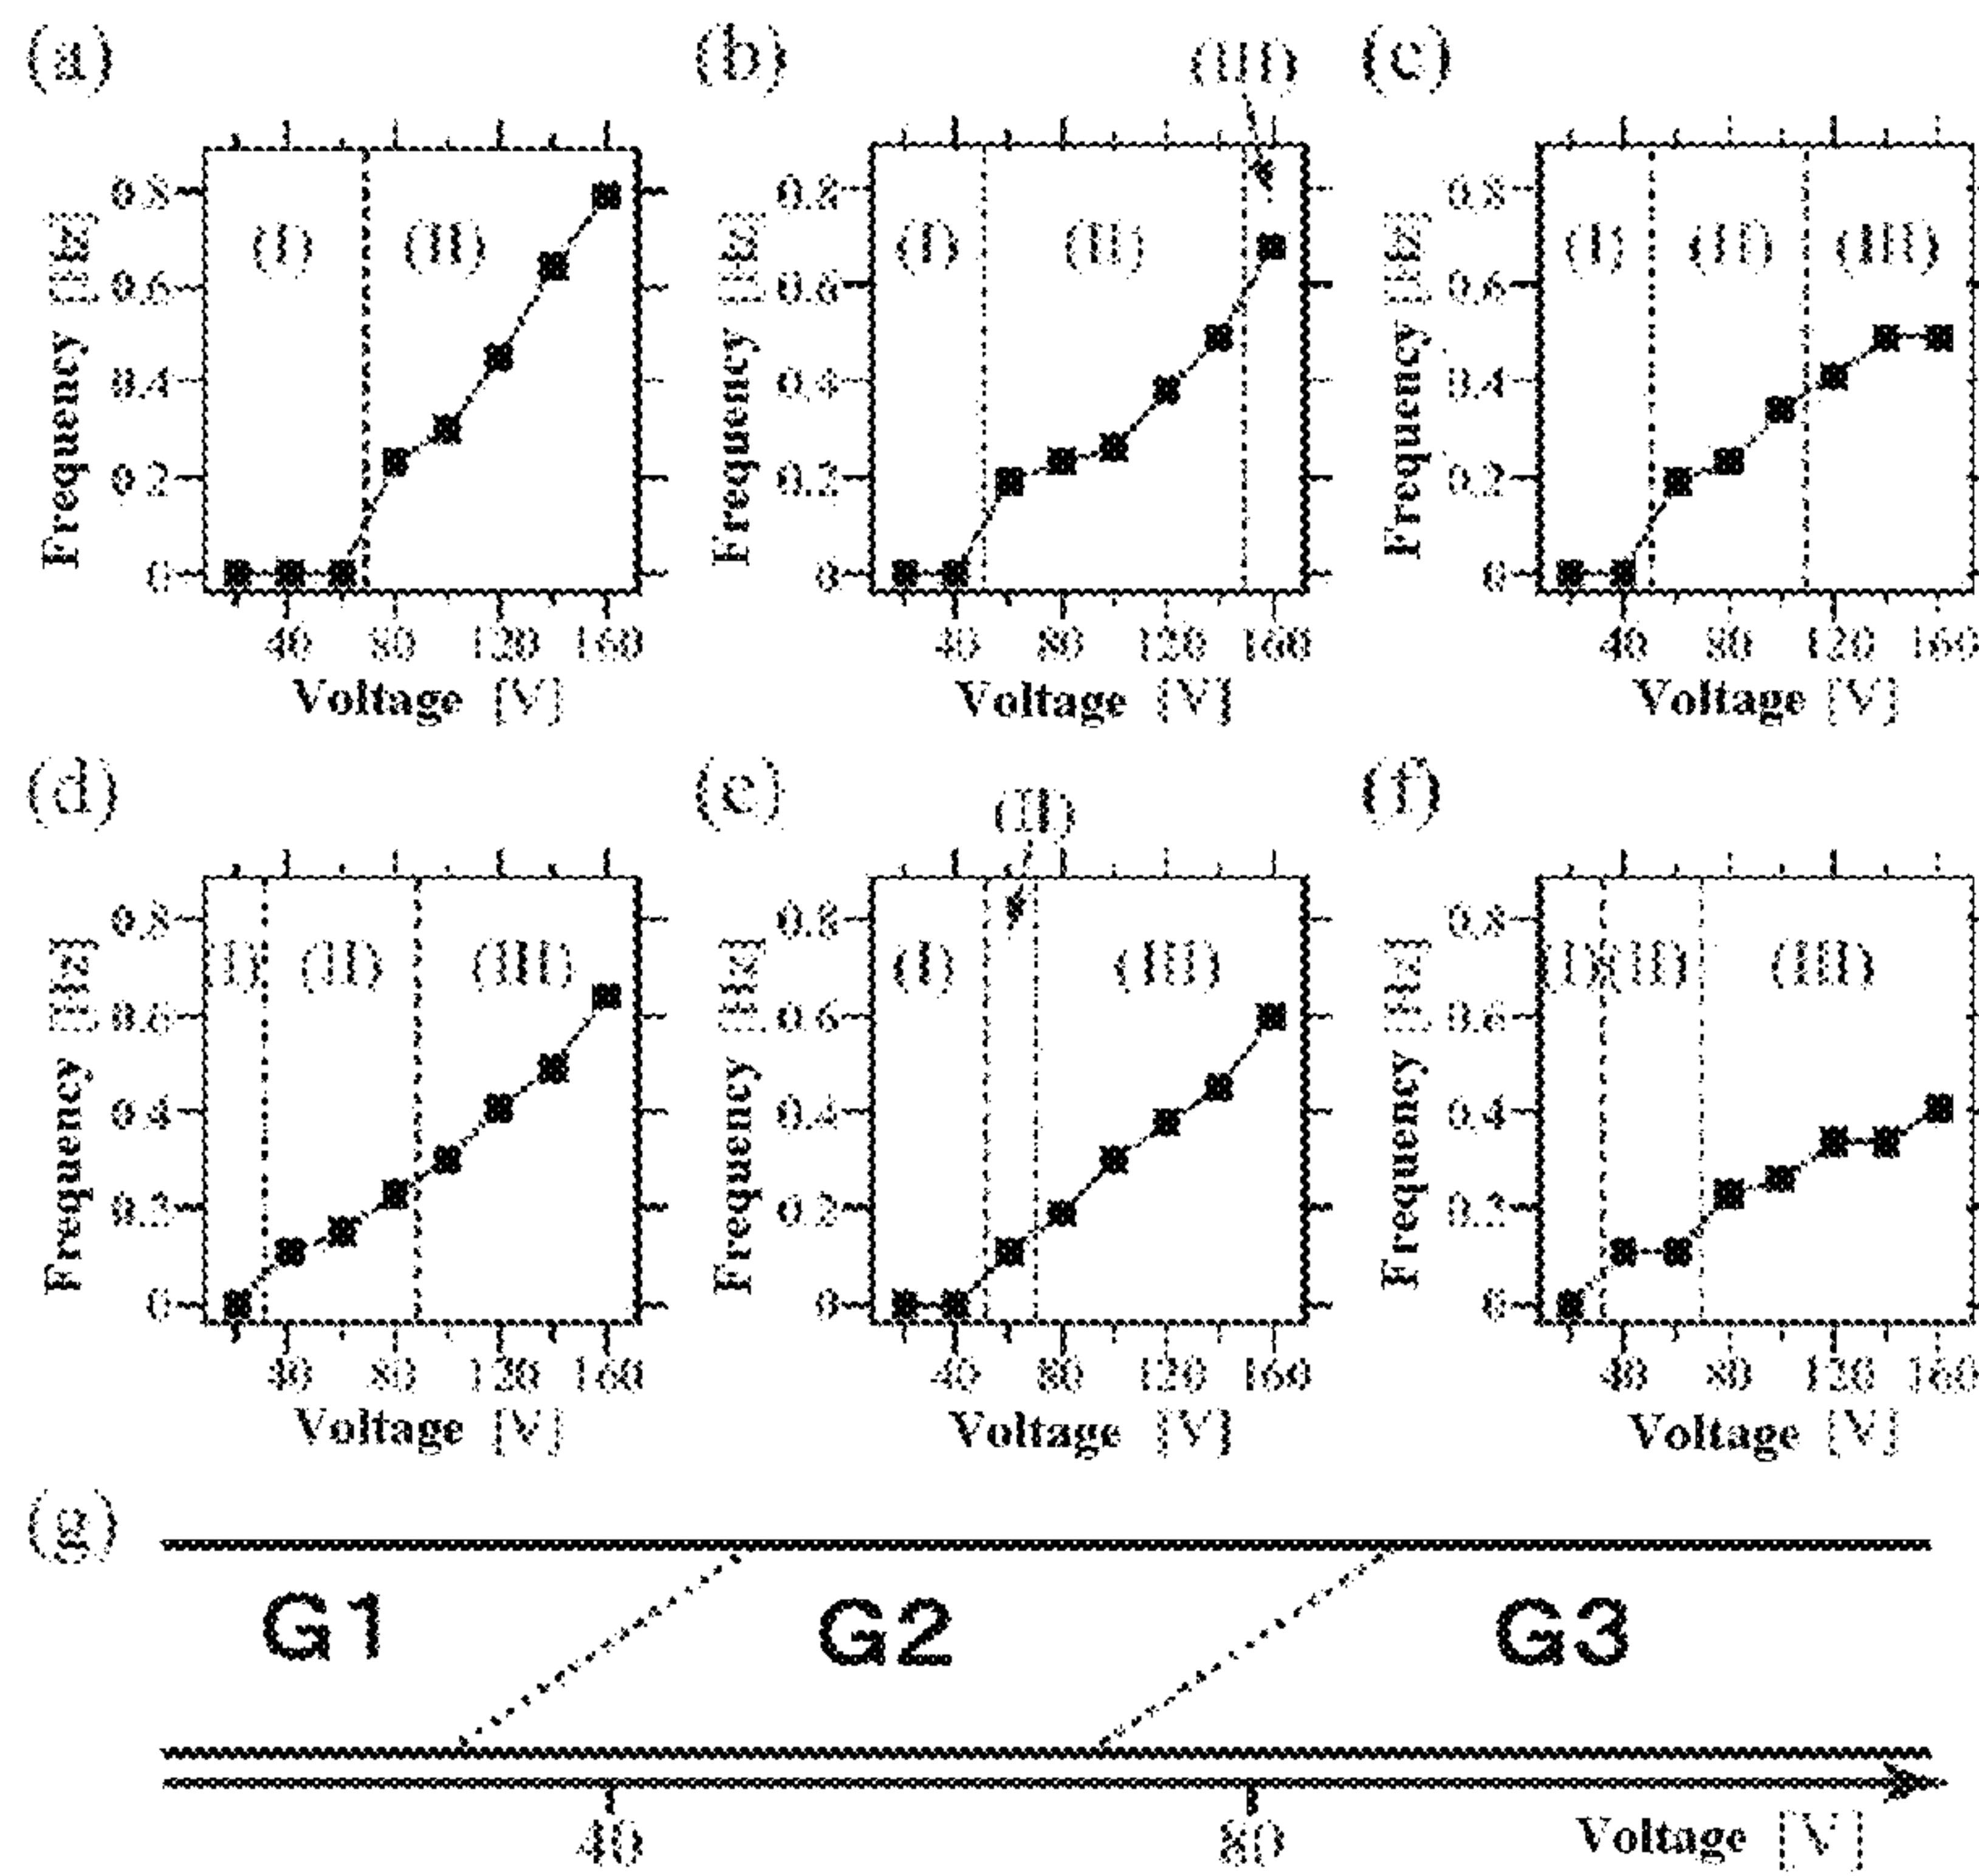 (a)
0.8
0.6
0.4
0.2
0
Frequency [Hz]
(I)
(II)
40 80 120 160
Voltage [V]
(b)
(III)
0.8
0.6
0.4
0.2
0
Frequency [Hz]
(I)
(II)
40 80 120 160
Voltage [V]
(c)
0.8
0.6
0.4
0.2
0
Frequency [Hz]
(I)
(II)
(III)
40 80 120 160
Voltage [V]
(d)
0.8
0.6
0.4
0.2
0
Frequency [Hz]
(I)
(II)
(III)
40 80 120 160
Voltage [V]
(e)
(II)
0.8
0.6
0.4
0.2
0
Frequency [Hz]
(I)
(III)
40 80 120 160
Voltage [V]
(f)
0.8
0.6
0.4
0.2
0
Frequency [Hz]
(I)
(II)
(III)
40 80 120 160
Voltage [V]
(g)
G1 G2 G3
40 80 Voltage [V]